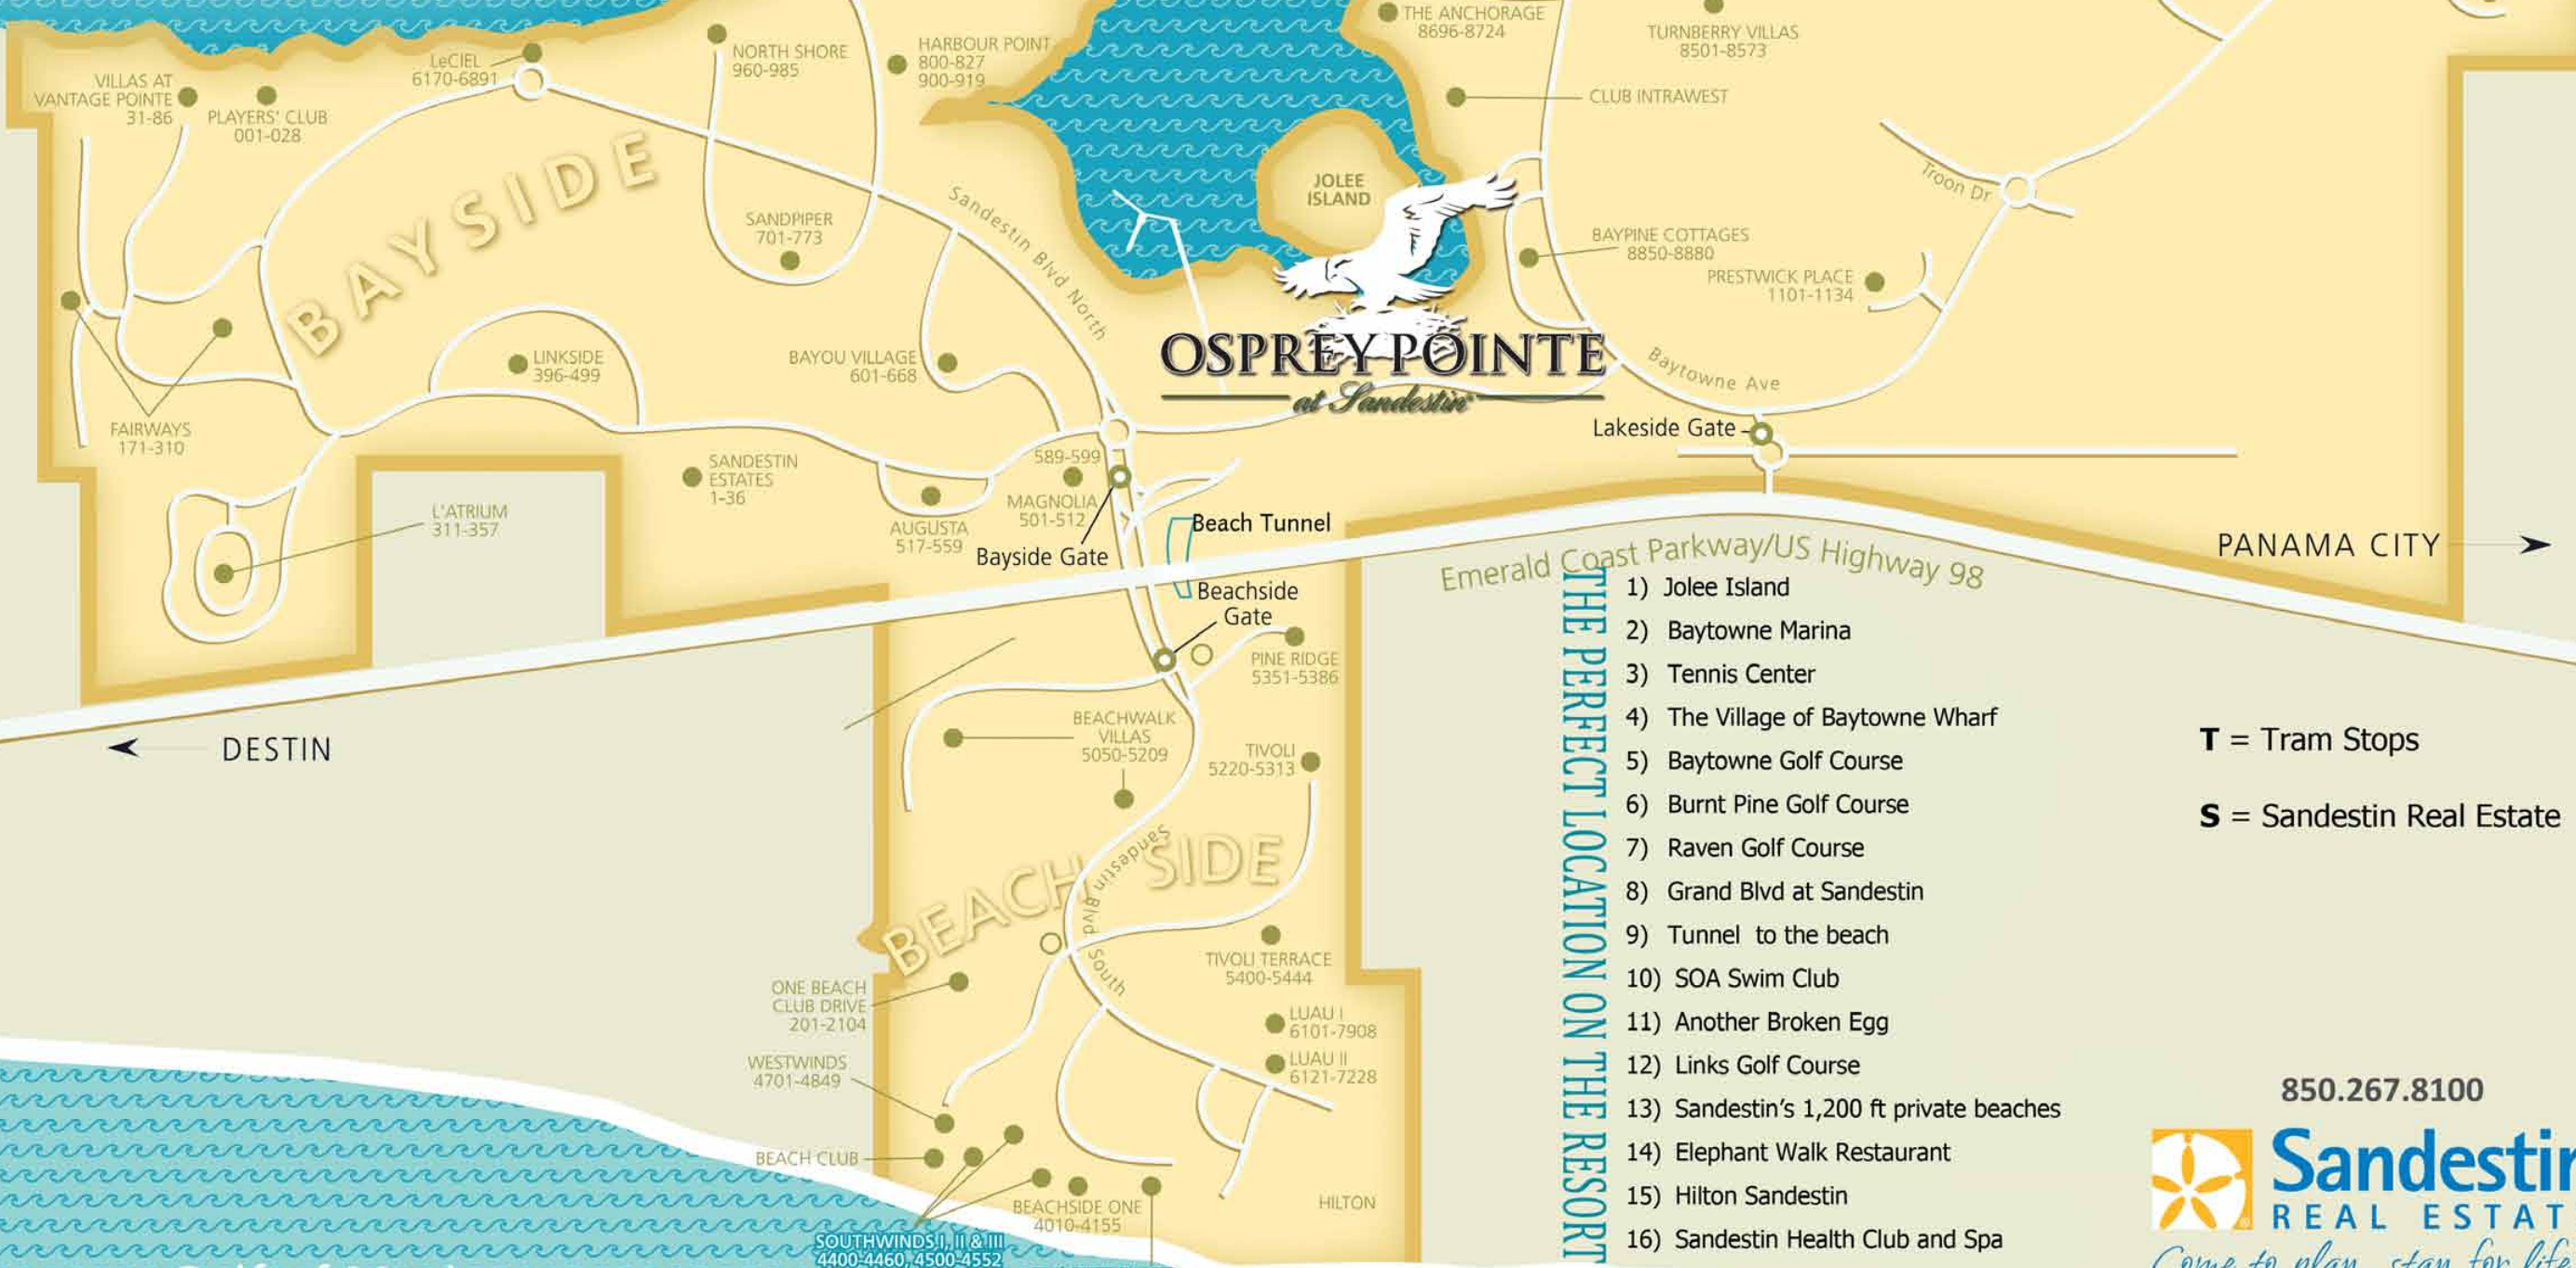 THE ANCHORAGE
8696-8724
TURNBERRY VILLAS
8501-8573
LeCIEL
6170-6891
NORTH SHORE
960-985
HARBOUR POINT
800-827
900-919
VILLAS AT
VANTAGE POINTE
31-86
PLAYERS' CLUB
001-028
CLUB INTRAWEST
BAYSIDE
JOLEE
ISLAND
Troon Dr
Sandestin Blvd North
SANDPIPER
701-773
BAYPINE COTTAGES
8850-8880
PRESTWICK PLACE
1101-1134
OSPREY POINTE
at Sandestin
LINKSIDE
396-499
BAYOU VILLAGE
601-668
Baytowne Ave
FAIRWAYS
171-310
Lakeside Gate
SANDESTIN
ESTATES
1-36
589-599
MAGNOLIA
501-512
AUGUSTA
517-559
L'ATRIUM
311-357
Bayside Gate
Beach Tunnel
PANAMA CITY
Emerald Coast Parkway/US Highway 98
Beachside
Gate
PINE RIDGE
5351-5386
DESTIN
BEACHWALK
VILLAS
5050-5209
TIVOLI
5220-5313
BEACH SIDE
Sandestin Blvd South
TIVOLI TERRACE
5400-5444
ONE BEACH
CLUB DRIVE
201-2104
LUAU I
6101-7908
LUAU II
6121-7228
WESTWINDS
4701-4849
BEACH CLUB
BEACHSIDE ONE
4010-4155
HILTON
SOUTHWINDS I, II & III
4400-4460, 4500-4552
THE PERFECT LOCATION ON THE RESORT
1) Jolee Island
2) Baytowne Marina
3) Tennis Center
4) The Village of Baytowne Wharf
5) Baytowne Golf Course
6) Burnt Pine Golf Course
7) Raven Golf Course
8) Grand Blvd at Sandestin
9) Tunnel to the beach
10) SOA Swim Club
11) Another Broken Egg
12) Links Golf Course
13) Sandestin's 1,200 ft private beaches
14) Elephant Walk Restaurant
15) Hilton Sandestin
16) Sandestin Health Club and Spa
T = Tram Stops
S = Sandestin Real Estate
850.267.8100
Sandestin
REAL ESTAT
Come to play, stay for life